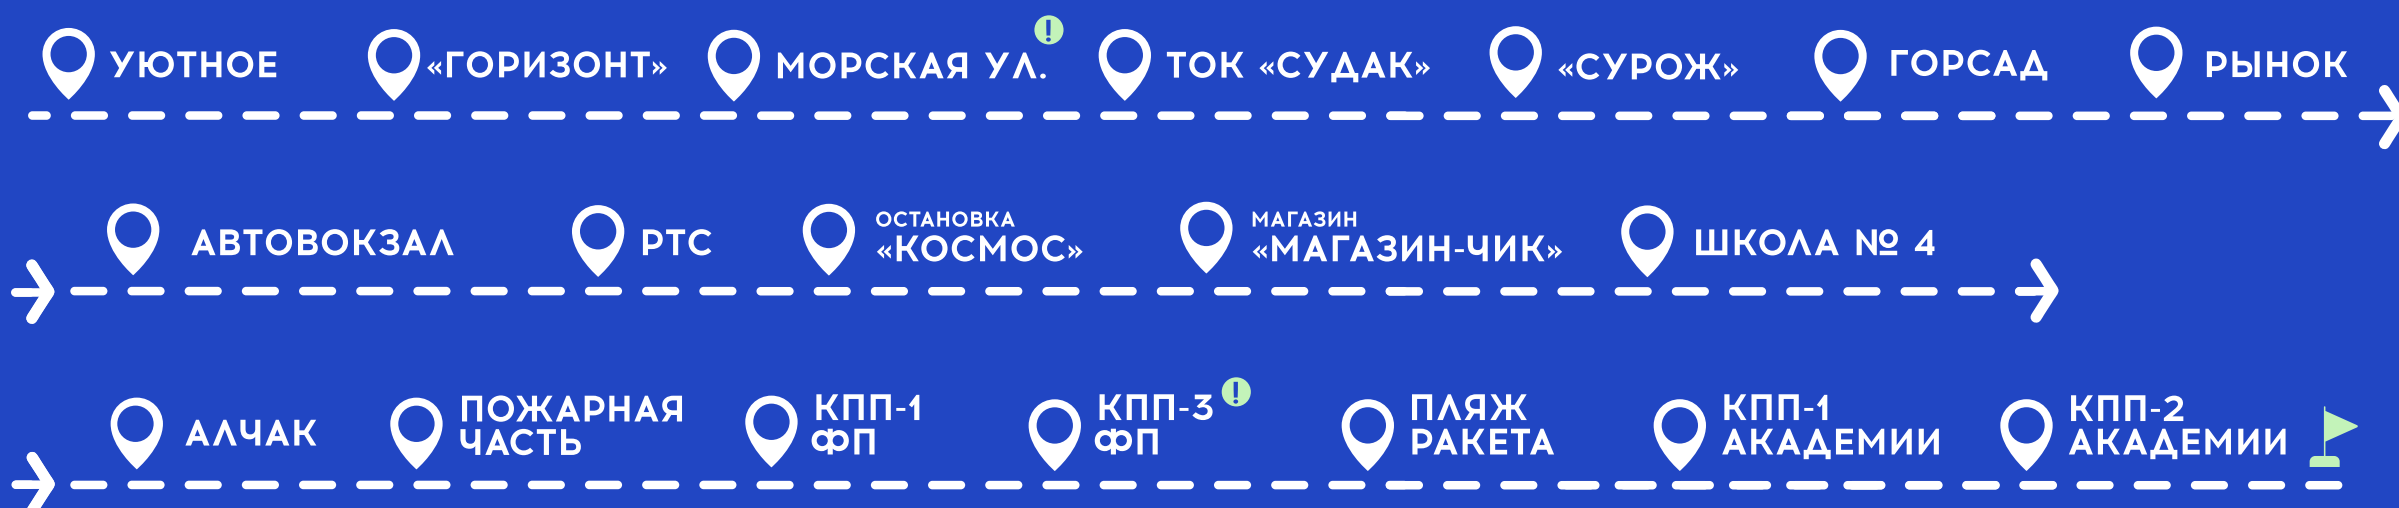 УЮТНОЕ «ГОРИЗОНТ» МОРСКАЯ УЛ. ! ТОК «СУДАК» «СУРОЖ» ГОРСАД РЫНОК
АВТОВОКЗАЛ РТС
ОСТАНОВКА
«КОСМОС»
МАГАЗИН
«МАГАЗИН-ЧИК»
ШКОЛА № 4
АЛЧАК
ПОЖАРНАЯ
ЧАСТЬ
КПП-1
ФП
КПП-3 !
ФП
ПЛЯЖ
РАКЕТА
КПП-1
АКАДЕМИИ
КПП-2
АКАДЕМИИ